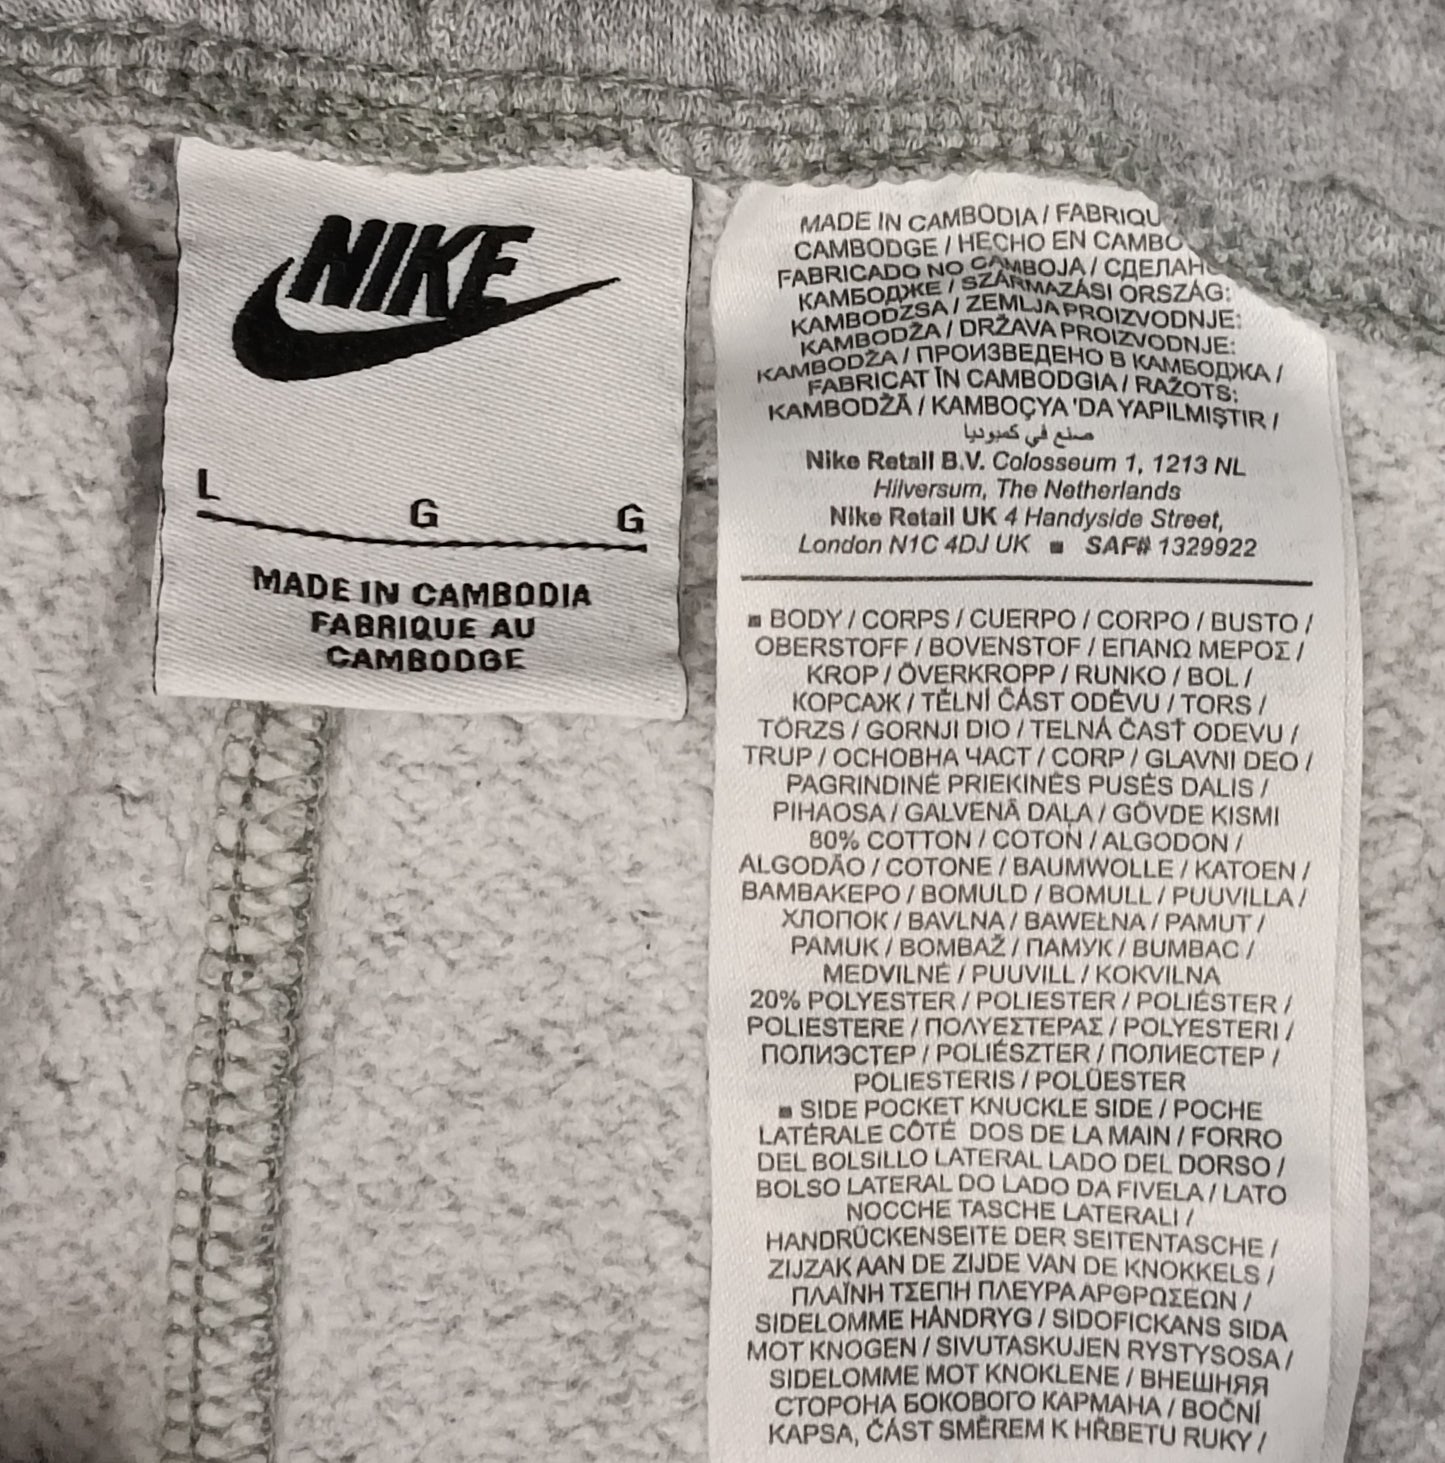 NIKE
L G G
MADE IN CAMBODIA
FABRIQUE AU
CAMBODGE
MADE IN CAMBODIA / FABRIQU
CAMBODGE / HECHO EN CAMBO
FABRICADO NO CAMBOJA / СДЕЛАН
КАМБОДЖЕ / SZÁRMAZÁSI ORSZÁG:
KAMBODZSA / ZEMLJA PROIZVODNJE:
KAMBODŽA / DRŽAVA PROIZVODNJE:
KAMBODŽA / ПРОИЗВЕДЕНО В КАМБОДЖА /
FABRICAT ÎN CAMBODGIA / RAŽOTS:
KAMBODŽĀ / KAMBOÇYA 'DA YAPILMIŞTIR /
صنع في كمبوديا
Nike Retail B.V. Colosseum 1, 1213 NL
Hilversum, The Netherlands
Nike Retail UK 4 Handyside Street,
London N1C 4DJ UK ■ SAF# 1329922
■ BODY / CORPS / CUERPO / CORPO / BUSTO /
OBERSTOFF / BOVENSTOF / ΕΠΑΝΩ ΜΕΡΟΣ /
KROP / ÖVERKROPP / RUNKO / BOL /
КОРСАЖ / TĚLNÍ ČÁST ODĚVU / TORS /
TÖRZS / GORNJI DIO / TELNÁ ČASŤ ODEVU /
TRUP / ОСНОВНА ЧАСТ / CORP / GLAVNI DEO /
PAGRINDINĖ PRIEKINĖS PUSĖS DALIS /
PIHAOSA / GALVENĀ DAĻA / GÖVDE KISMI
80% COTTON / COTON / ALGODON /
ALGODÃO / COTONE / BAUMWOLLE / KATOEN /
ΒΑΜΒΑΚΕΡΟ / BOMULD / BOMULL / PUUVILLA /
ХЛОПОК / BAVLNA / BAWEŁNA / PAMUT /
PAMUK / BOMBAŽ / ПАМУК / BUMBAC /
MEDVILNĖ / PUUVILL / KOKVILNA
20% POLYESTER / POLIESTER / POLIÉSTER /
POLIESTERE / ΠΟΛΥΕΣΤΕΡΑΣ / POLYESTERI /
ПОЛИЭСТЕР / POLIÉSZTER / ПОЛИЕСТЕР /
POLIESTERIS / POLÜESTER
■ SIDE POCKET KNUCKLE SIDE / POCHE
LATÉRALE CÔTÉ DOS DE LA MAIN / FORRO
DEL BOLSILLO LATERAL LADO DEL DORSO /
BOLSO LATERAL DO LADO DA FIVELA / LATO
NOCCHE TASCHE LATERALI /
HANDRÜCKENSEITE DER SEITENTASCHE /
ZIJZAK AAN DE ZIJDE VAN DE KNOKKELS /
ΠΛΑΪΝΗ ΤΣΕΠΗ ΠΛΕΥΡΑ ΑΡΘΡΩΣΕΩΝ /
SIDELOMME HÅNDRYG / SIDOFICKANS SIDA
MOT KNOGEN / SIVUTASKUJEN RYSTYSOSA /
SIDELOMME MOT KNOKLENE / ВНЕШНЯЯ
СТОРОНА БОКОВОГО КАРМАНА / BOČNÍ
KAPSA, ČÁST SMĚREM K HŘBETU RUKY /